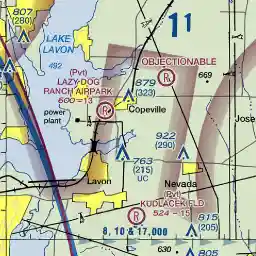 807
(280)
LAKE
LAVON
492
1¹
OBJECTIONABLE
669
(Pvt)
LAZY DOG
RANCH AIRPARK
600 - 13
879
(323)
Copeville
power
plant
Jose
922
(290)
763
(215)
UC
Lavon
Nevada
(Pvt)
KUDLACEK FLD
524 - 15
8, 10 & 17,000
815
(205)
630
805